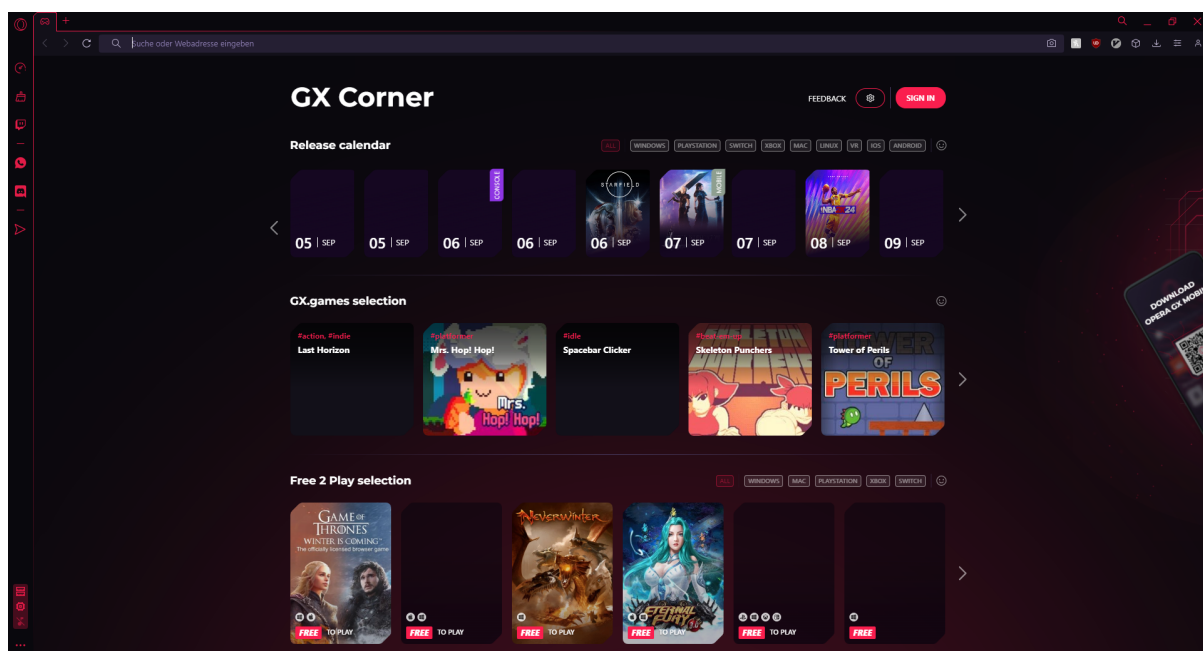 Suche oder Webadresse eingeben
GX Corner
FEEDBACK
SIGN IN
Release calendar
ALL WINDOWS PLAYSTATION SWITCH XBOX MAC LINUX VR IOS ANDROID
CONSOLE
STARFIELD
MOBILE
NBA 24
05 | SEP
05 | SEP
06 | SEP
06 | SEP
06 | SEP
07 | SEP
07 | SEP
08 | SEP
09 | SEP
DOWNLOAD
OPERA GX MOBILE
GX.games selection
#action, #indie
Last Horizon
#platformer
Mrs. Hop! Hop!
Mrs.
Hop! Hop!
#idle
Spacebar Clicker
Skeleton Punchers
#platformer
Tower of Perils
TOWER
OF
PERILS
Free 2 Play selection
ALL WINDOWS MAC PLAYSTATION XBOX SWITCH
GAME OF
THRONES
WINTER IS COMING
The officially licensed browser game
FREE TO PLAY
FREE TO PLAY
NEVERWINTER
FREE TO PLAY
ETERNAL
FURY
FREE TO PLAY
FREE TO PLAY
FREE